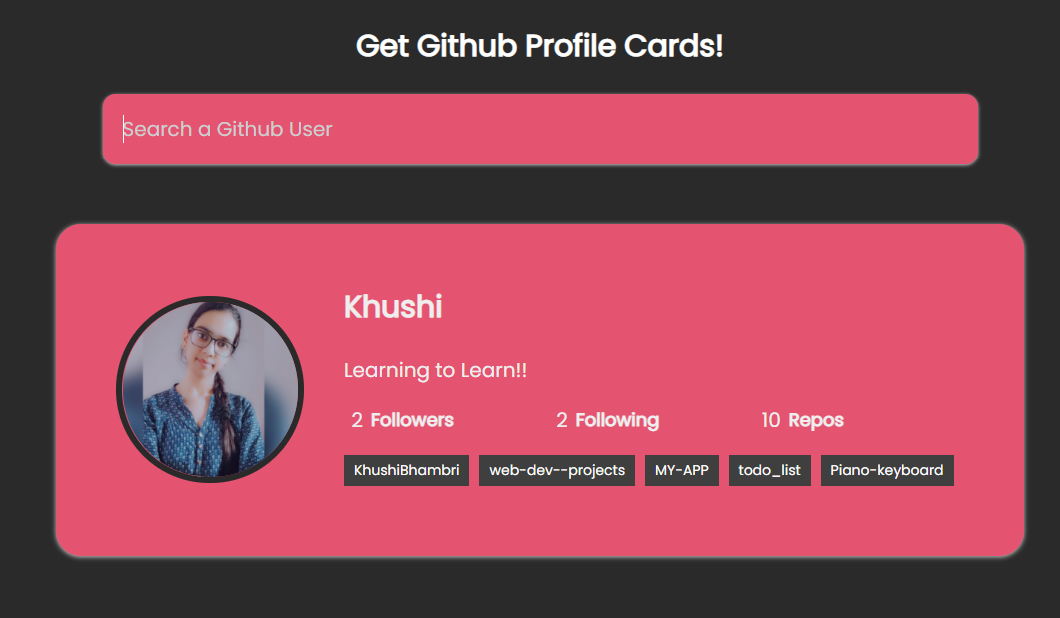 Get Github Profile Cards!
Search a Github User
Khushi
Learning to Learn!!
2 Followers 2 Following 10 Repos
KhushiBhambri web-dev--projects MY-APP todo_list Piano-keyboard